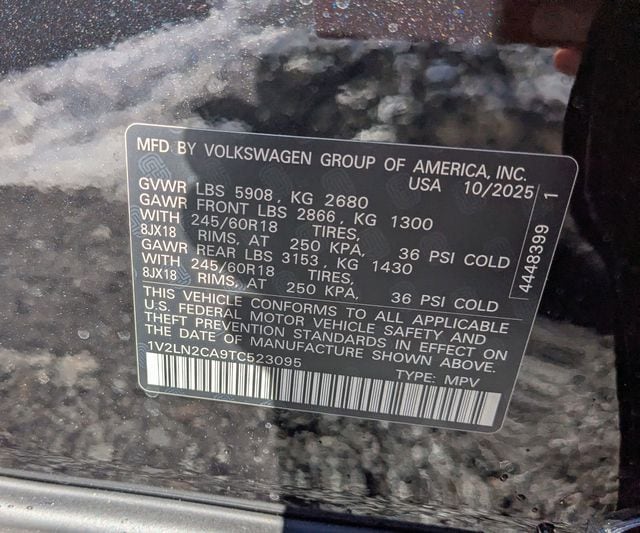 MFD BY VOLKSWAGEN GROUP OF AMERICA, INC.
USA 10/2025
GVWR LBS 5908, KG 2680
GAWR FRONT LBS 2866, KG 1300
WITH 245/60R18 TIRES,
8JX18 RIMS, AT 250 KPA, 36 PSI COLD
GAWR REAR LBS 3153, KG 1430
WITH 245/60R18 TIRES,
8JX18 RIMS, AT 250 KPA, 36 PSI COLD
THIS VEHICLE CONFORMS TO ALL APPLICABLE
U.S. FEDERAL MOTOR VEHICLE SAFETY AND
THEFT PREVENTION STANDARDS IN EFFECT ON
THE DATE OF MANUFACTURE SHOWN ABOVE.
1V2LN2CA9TC523095
TYPE: MPV
4448399 1